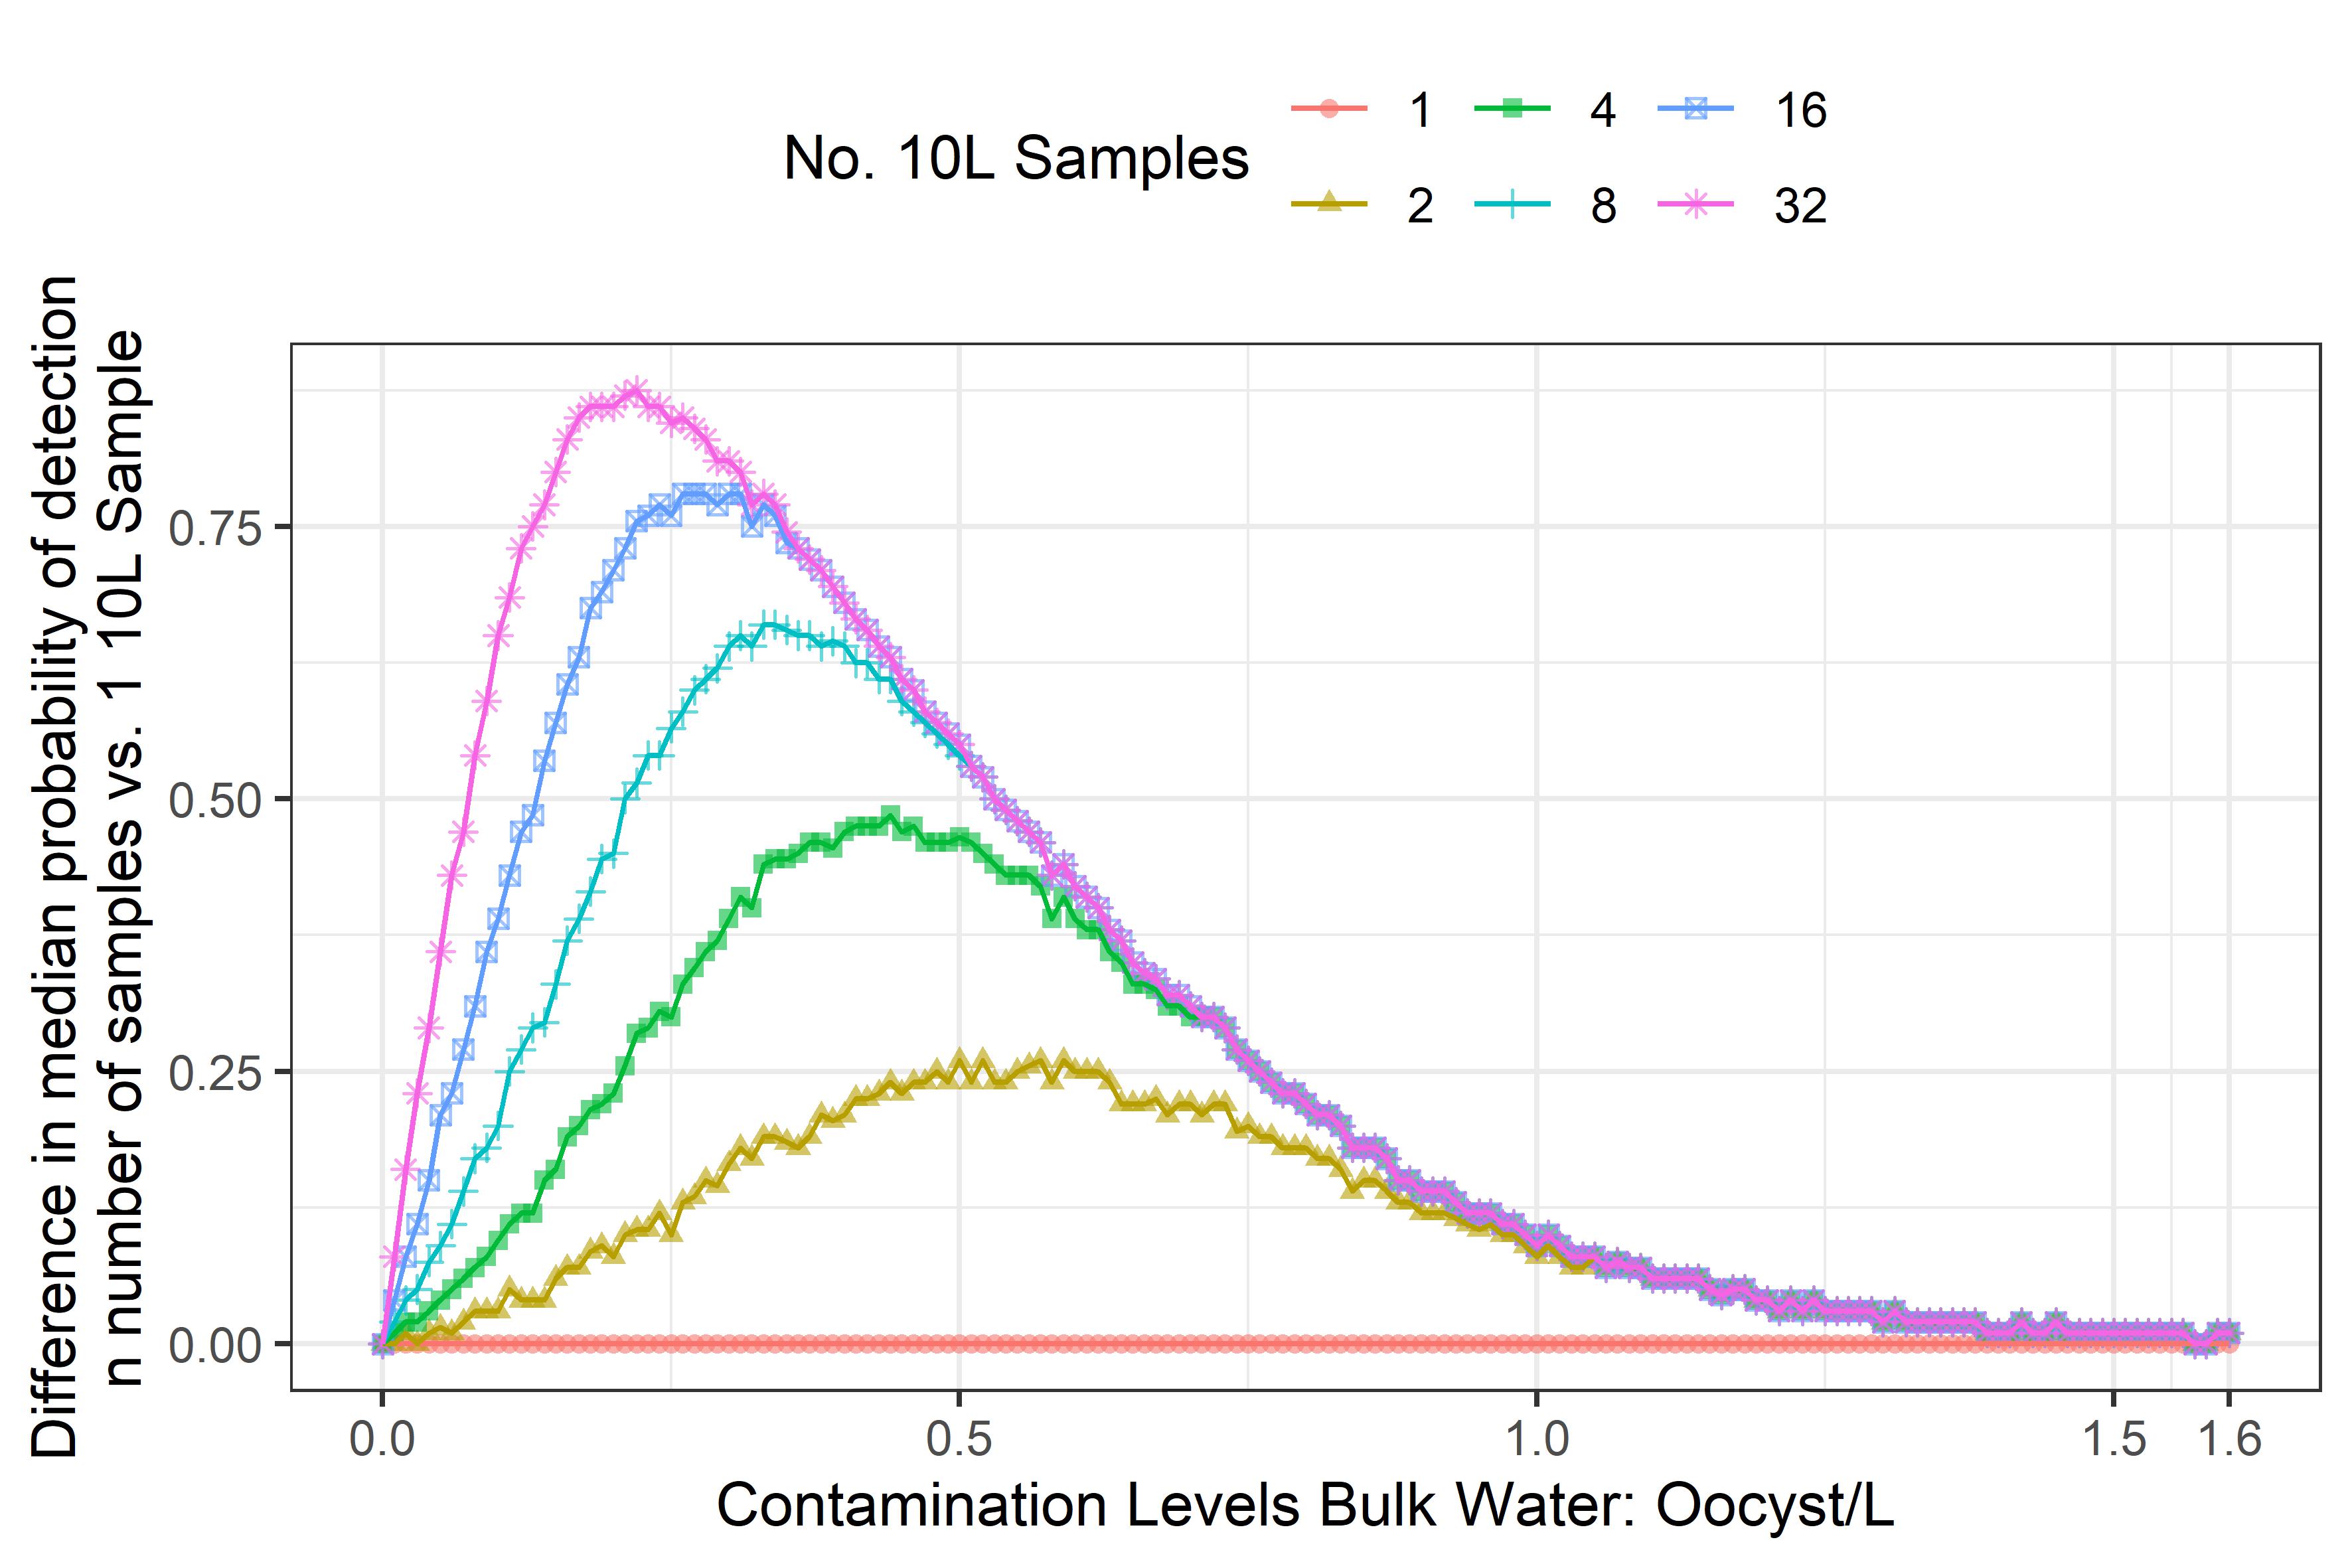 No. 10L Samples
1 4 16
2 8 32
Difference in median probability of detection
n number of samples vs. 1 10L Sample
0.75
0.50
0.25
0.00
0.0 0.5 1.0 1.5 1.6
Contamination Levels Bulk Water: Oocyst/L